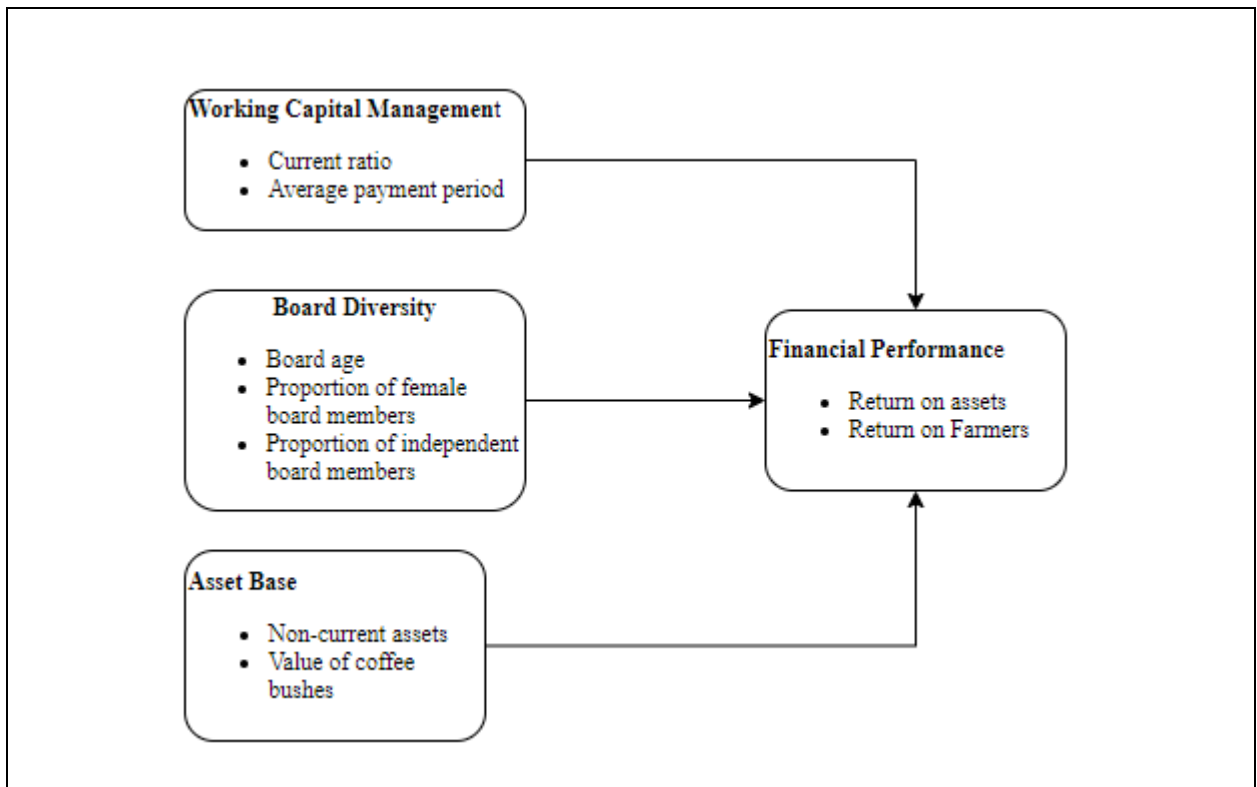 Working Capital Management
• Current ratio
• Average payment period
Board Diversity
• Board age
• Proportion of female
board members
• Proportion of independent
board members
Asset Base
• Non-current assets
• Value of coffee
bushes
Financial Performance
• Return on assets
• Return on Farmers